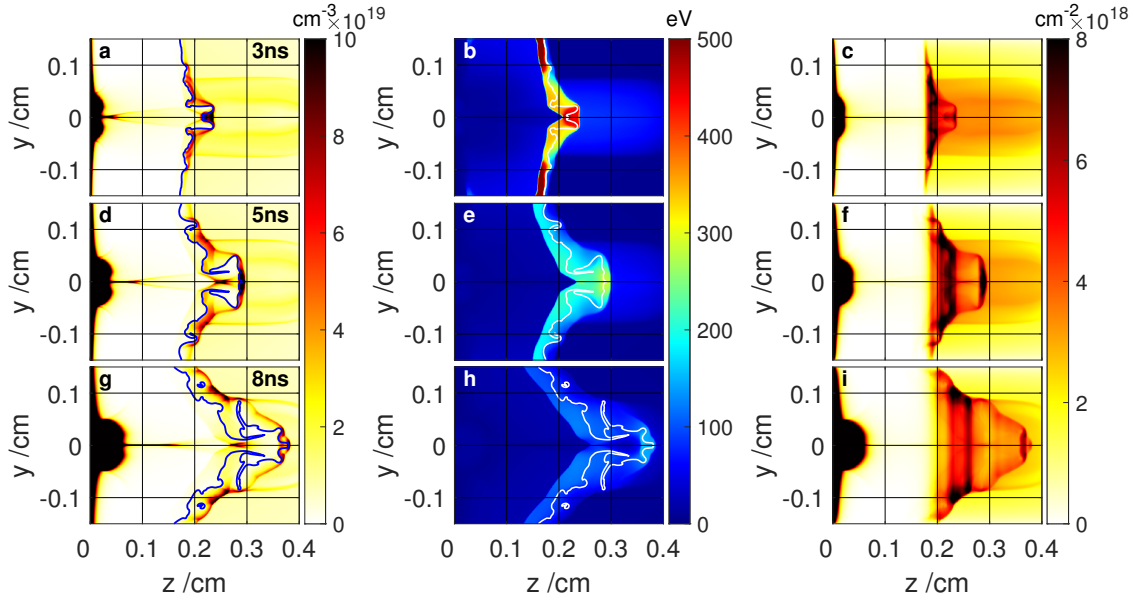 cm-3 ×10^19 eV cm-2 ×10^18
a 3ns 10 b 500 c 8
0.1 0.1 0.1
y /cm 0 y /cm 0 y /cm 0
-0.1 8 -0.1 400 -0.1 6
d 5ns e f
0.1 6 0.1 300 0.1
y /cm 0 y /cm 0 y /cm 0 4
-0.1 4 -0.1 200 -0.1
g 8ns h i
0.1 2 0.1 100 0.1 2
y /cm 0 y /cm 0 y /cm 0
-0.1 0 -0.1 0 -0.1 0
0 0.1 0.2 0.3 0.4 0 0.1 0.2 0.3 0.4 0 0.1 0.2 0.3 0.4
z /cm z /cm z /cm